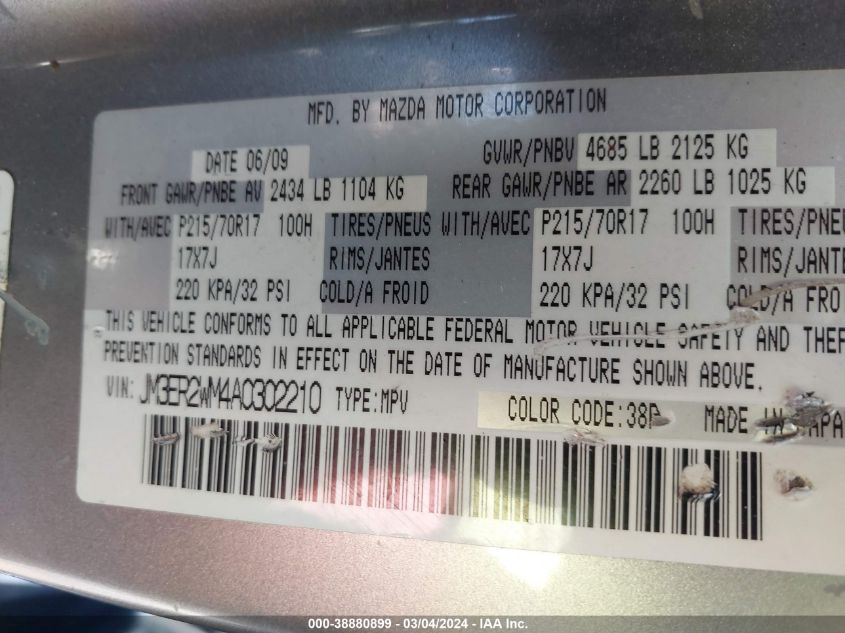 MFD. BY MAZDA MOTOR CORPORATION
DATE 06/09 GVWR/PNBV 4685 LB 2125 KG
FRONT GAWR/PNBE AV 2434 LB 1104 KG REAR GAWR/PNBE AR 2260 LB 1025 KG
WITH/AVEC P215/70R17 100H TIRES/PNEUS WITH/AVEC P215/70R17 100H TIRES/PNEU
17X7J RIMS/JANTES 17X7J RIMS/JANTES
220 KPA/32 PSI COLD/A FROID 220 KPA/32 PSI COLD/A FROI
THIS VEHICLE CONFORMS TO ALL APPLICABLE FEDERAL MOTOR VEHICLE SAFETY AND THEF
PREVENTION STANDARDS IN EFFECT ON THE DATE OF MANUFACTURE SHOWN ABOVE.
VIN: JM3ER2WM4A0302210 TYPE:MPV COLOR CODE:38P MADE IN JAPA
000-38880899 - 03/04/2024 - IAA Inc.